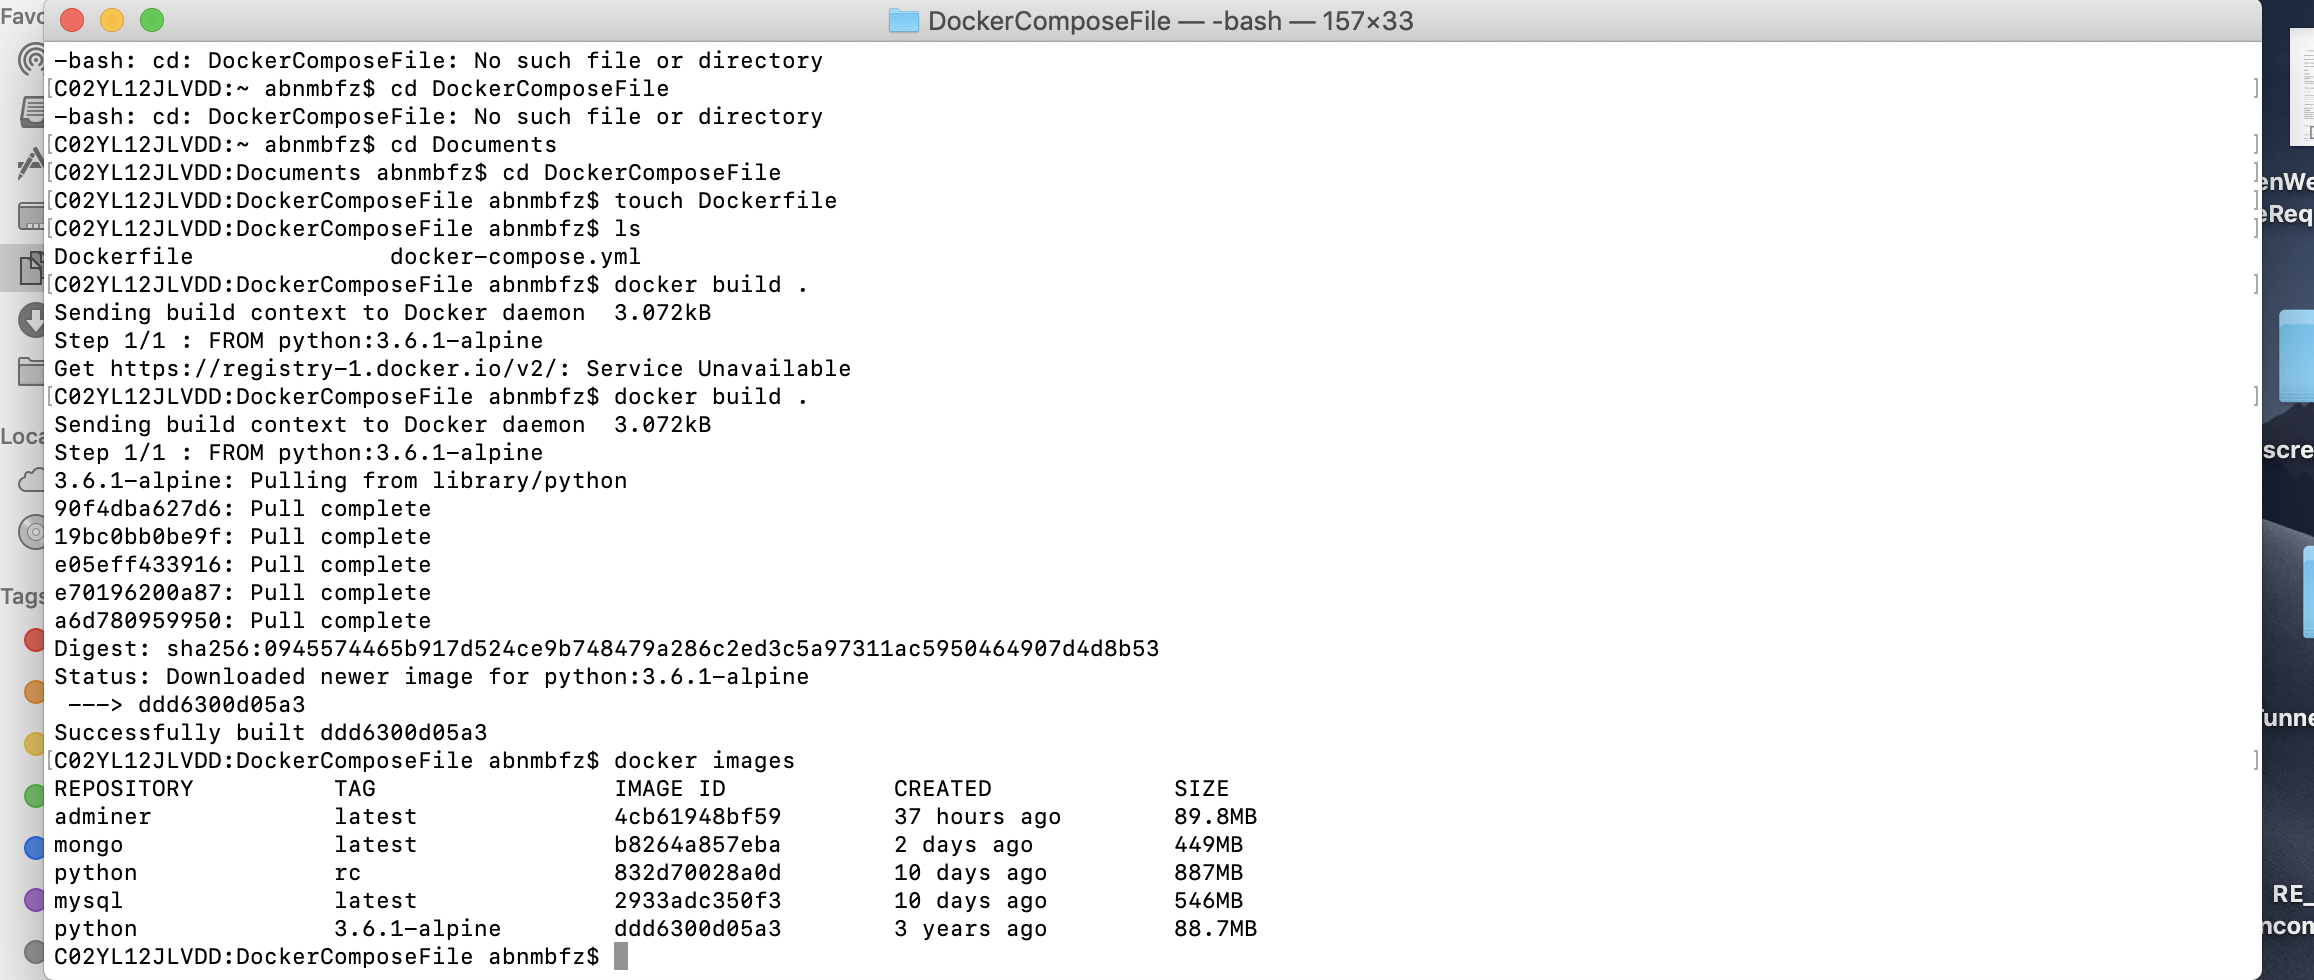 Favo
DockerComposeFile — -bash — 157×33
-bash: cd: DockerComposeFile: No such file or directory
[C02YL12JLVDD:~ abnmbfz$ cd DockerComposeFile ]
-bash: cd: DockerComposeFile: No such file or directory
[C02YL12JLVDD:~ abnmbfz$ cd Documents ]
[C02YL12JLVDD:Documents abnmbfz$ cd DockerComposeFile ]
[C02YL12JLVDD:DockerComposeFile abnmbfz$ touch Dockerfile ]
[C02YL12JLVDD:DockerComposeFile abnmbfz$ ls ]
Dockerfile docker-compose.yml
[C02YL12JLVDD:DockerComposeFile abnmbfz$ docker build . ]
Sending build context to Docker daemon 3.072kB
Step 1/1 : FROM python:3.6.1-alpine
Get https://registry-1.docker.io/v2/: Service Unavailable
[C02YL12JLVDD:DockerComposeFile abnmbfz$ docker build . ]
Sending build context to Docker daemon 3.072kB
Step 1/1 : FROM python:3.6.1-alpine
3.6.1-alpine: Pulling from library/python
90f4dba627d6: Pull complete
19bc0bb0be9f: Pull complete
e05eff433916: Pull complete
e70196200a87: Pull complete
a6d780959950: Pull complete
Digest: sha256:0945574465b917d524ce9b748479a286c2ed3c5a97311ac5950464907d4d8b53
Status: Downloaded newer image for python:3.6.1-alpine
---> ddd6300d05a3
Successfully built ddd6300d05a3
[C02YL12JLVDD:DockerComposeFile abnmbfz$ docker images ]
REPOSITORY TAG IMAGE ID CREATED SIZE
adminer latest 4cb61948bf59 37 hours ago 89.8MB
mongo latest b8264a857eba 2 days ago 449MB
python rc 832d70028a0d 10 days ago 887MB
mysql latest 2933adc350f3 10 days ago 546MB
python 3.6.1-alpine ddd6300d05a3 3 years ago 88.7MB
C02YL12JLVDD:DockerComposeFile abnmbfz$
Loca
Tags
enWe
eReq
scre
unne
RE_
ncom